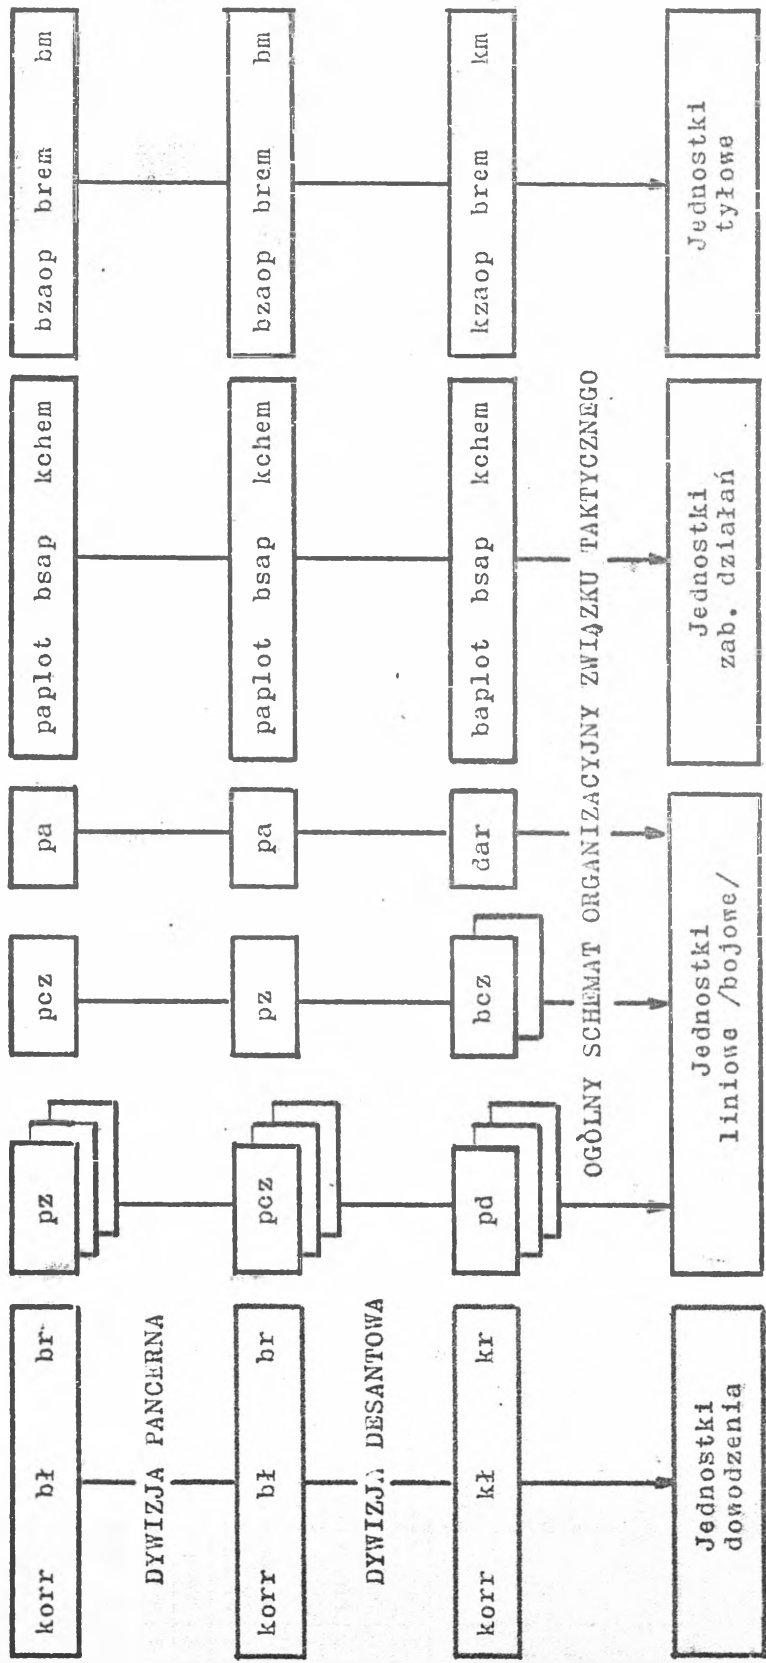 korr bł br pz pcz pa paplot bsap kchem bzaop brem bm
DYWIZJA PANCERNA
korr bł br pcz pz pa paplot bsap kchem bzaop brem bm
DYWIZJA DESANTOWA
korr kł kr pd bcz dar baplot bsap kchem kzaop brem km
OGÓLNY SCHEMAT ORGANIZACYJNY ZWIĄZKU TAKTYCZNEGO
Jednostki
dowodzenia
Jednostki
liniowe /bojowe/
Jednostki
zab. działań
Jednostki
tyłowe